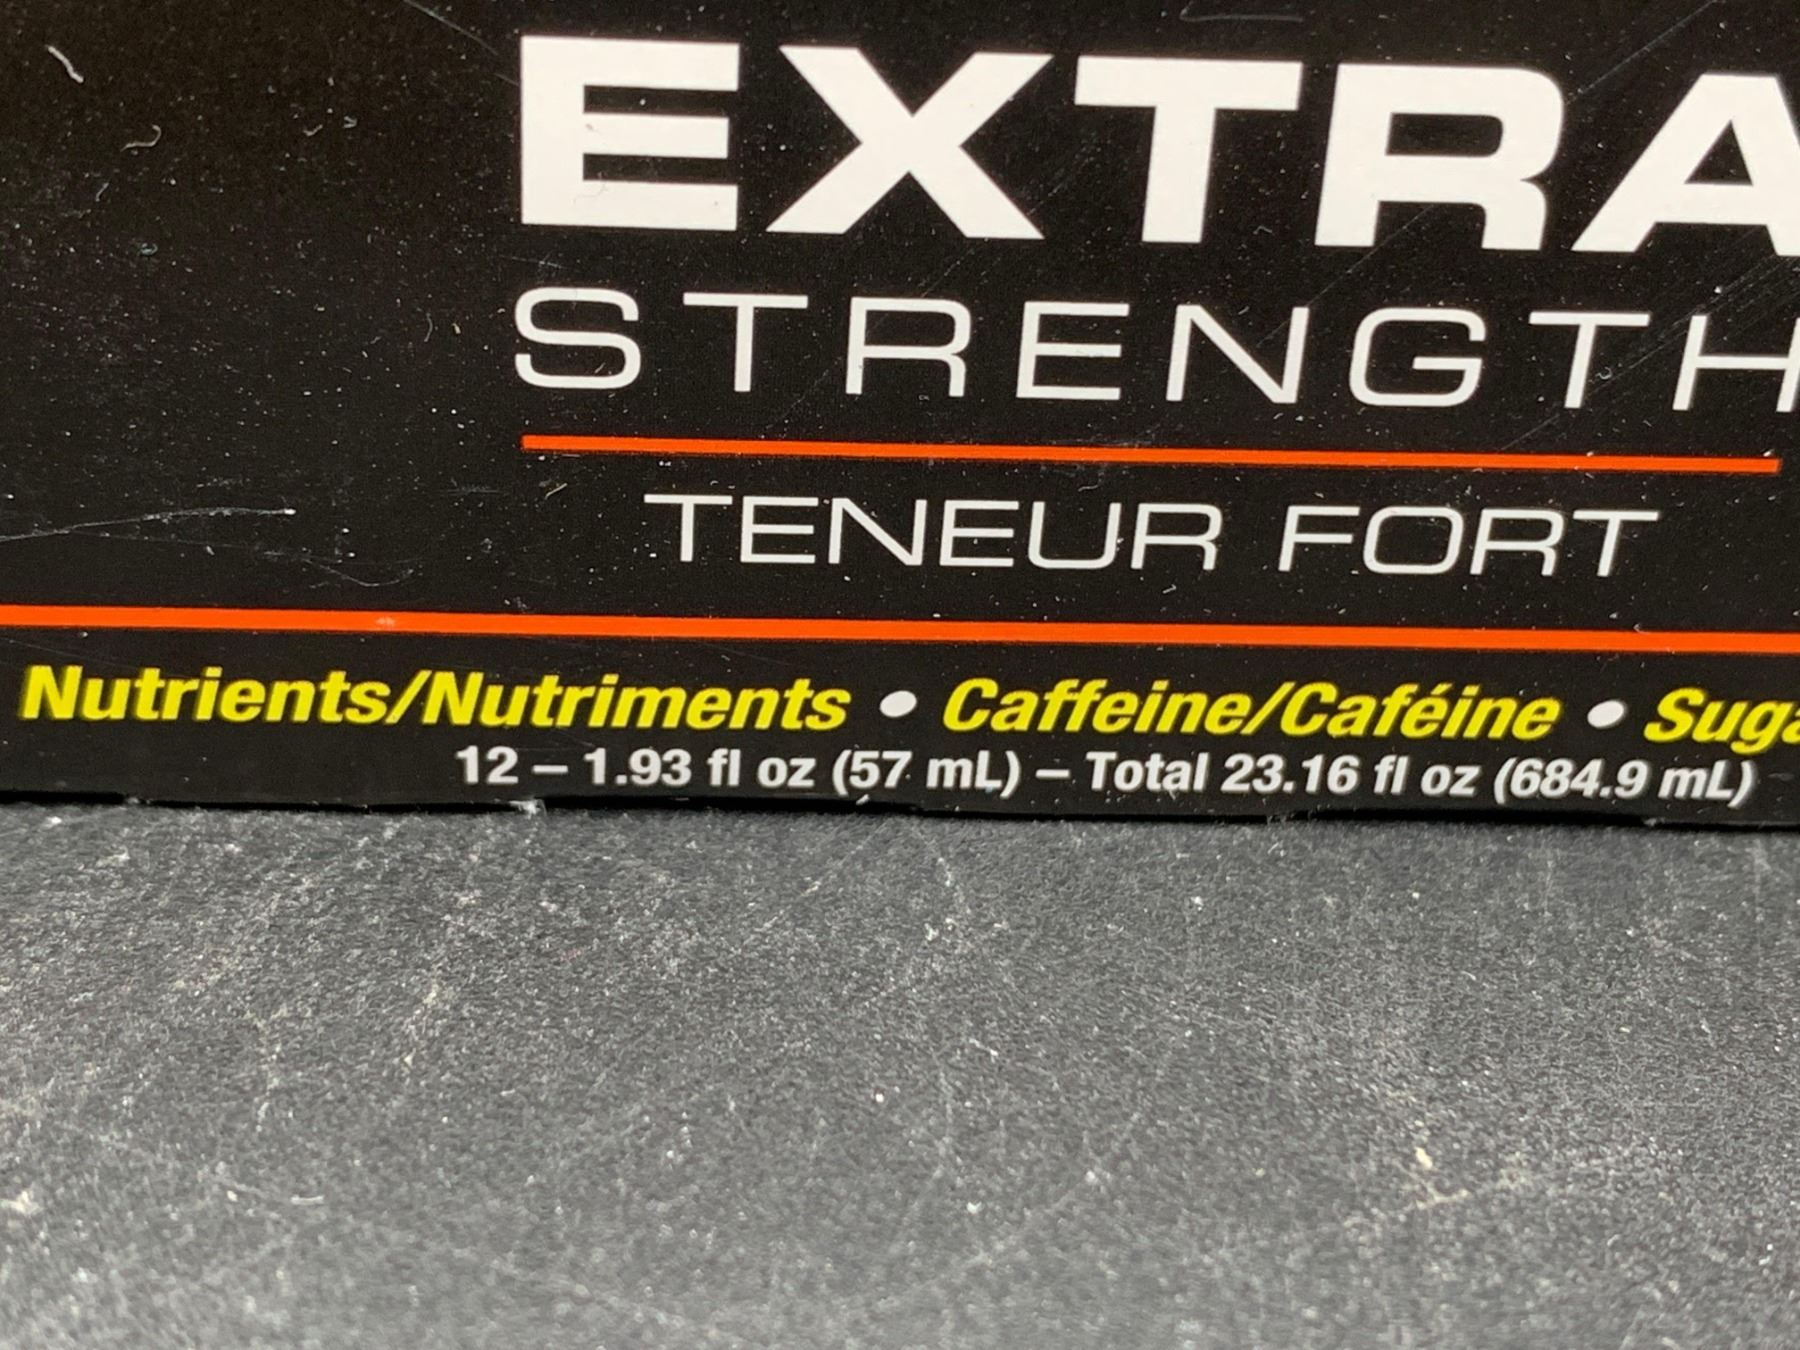 EXTRA
STRENGTH
TENEUR FORT
Nutrients/Nutriments • Caffeine/Caféine •
12 – 1.93 fl oz (57 mL) – Total 23.16 fl oz (684.9 mL)